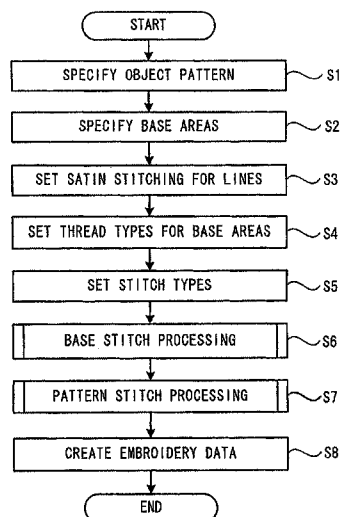 START
SPECIFY OBJECT PATTERN S1
SPECIFY BASE AREAS S2
SET SATIN STITCHING FOR LINES S3
SET THREAD TYPES FOR BASE AREAS S4
SET STITCH TYPES S5
BASE STITCH PROCESSING S6
PATTERN STITCH PROCESSING S7
CREATE EMBROIDERY DATA S8
END